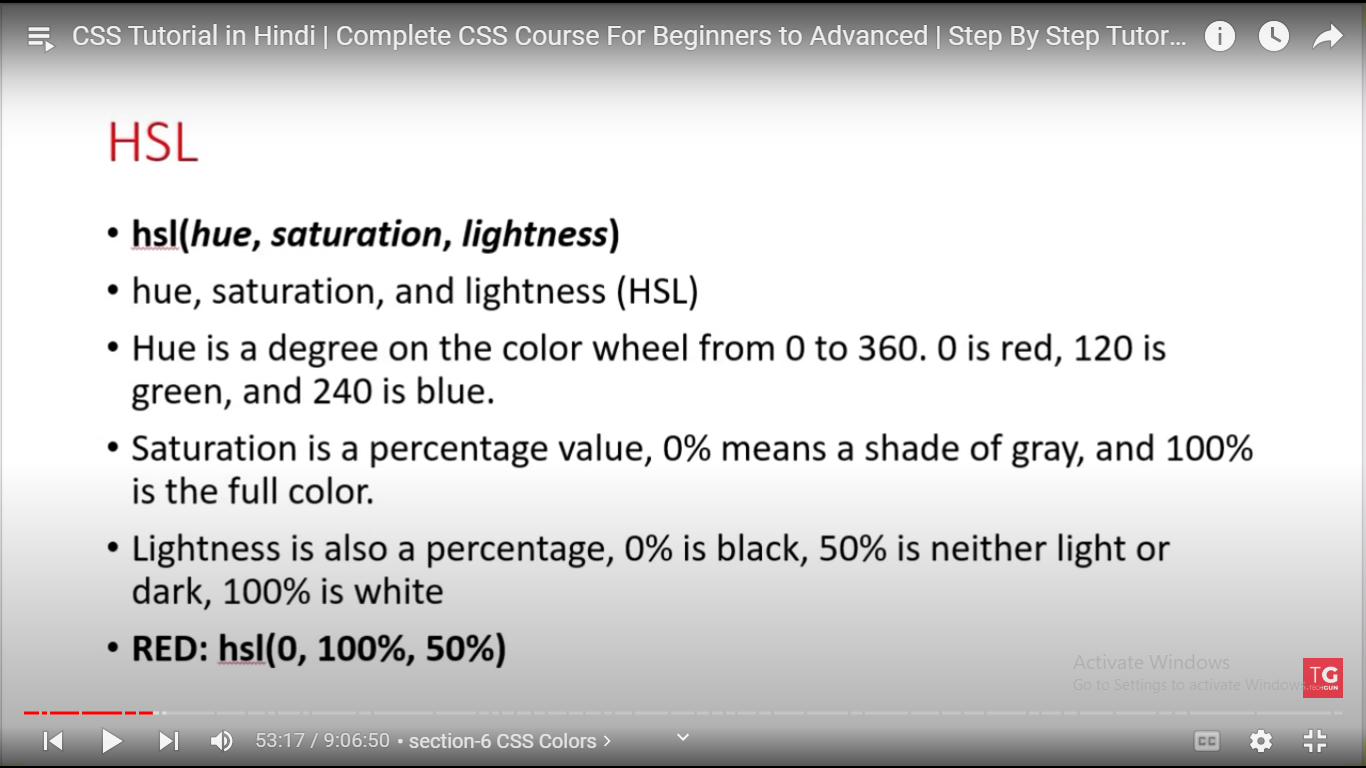 CSS Tutorial in Hindi | Complete CSS Course For Beginners to Advanced | Step By Step Tutor...
HSL
• hsl(hue, saturation, lightness)
• hue, saturation, and lightness (HSL)
• Hue is a degree on the color wheel from 0 to 360. 0 is red, 120 is
green, and 240 is blue.
• Saturation is a percentage value, 0% means a shade of gray, and 100%
is the full color.
• Lightness is also a percentage, 0% is black, 50% is neither light or
dark, 100% is white
• RED: hsl(0, 100%, 50%)
Activate Windows
Go to Settings to activate Windows.
TG
TECHGUN
53:17 / 9:06:50 • section-6 CSS Colors >
CC